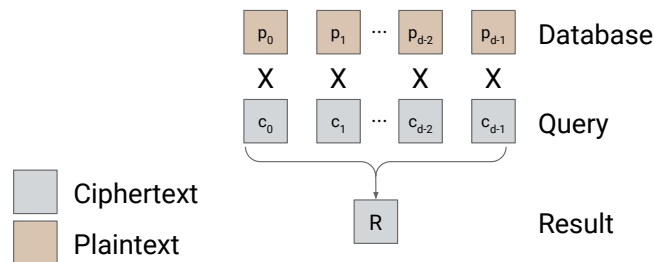 p0 p1 ... pd-2 pd-1 Database
X X X X
c0 c1 ... cd-2 cd-1 Query
Ciphertext
R Result
Plaintext